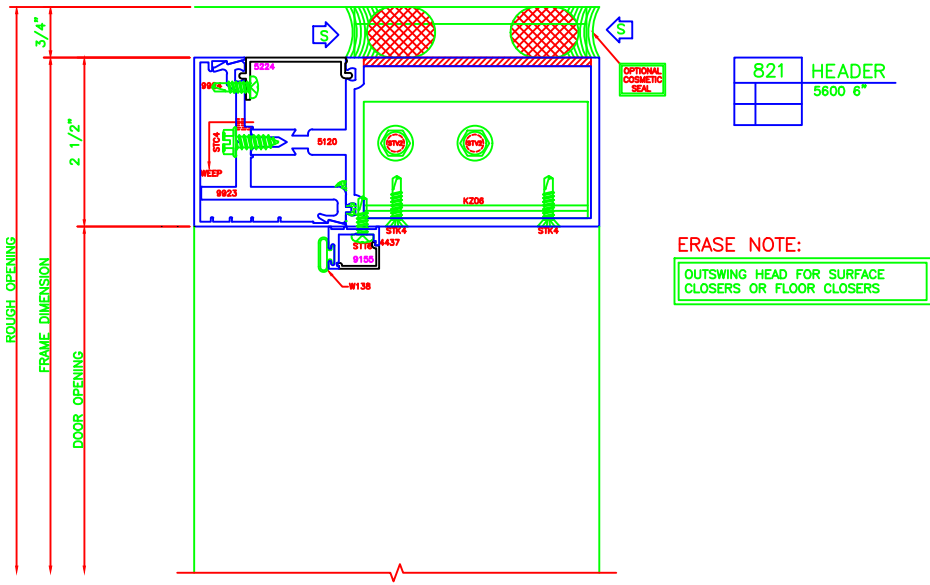 3/4"
S
S
OPTIONAL
COSMETIC
SEAL
821 HEADER
5600 6"
5224
2 1/2"
STC4
5120
STV2
STV2
WEEP
9923
KZ06
STK4
STK4
4437
9155
W138
ERASE NOTE:
OUTSWING HEAD FOR SURFACE
CLOSERS OR FLOOR CLOSERS
ROUGH OPENING
FRAME DIMENSION
DOOR OPENING